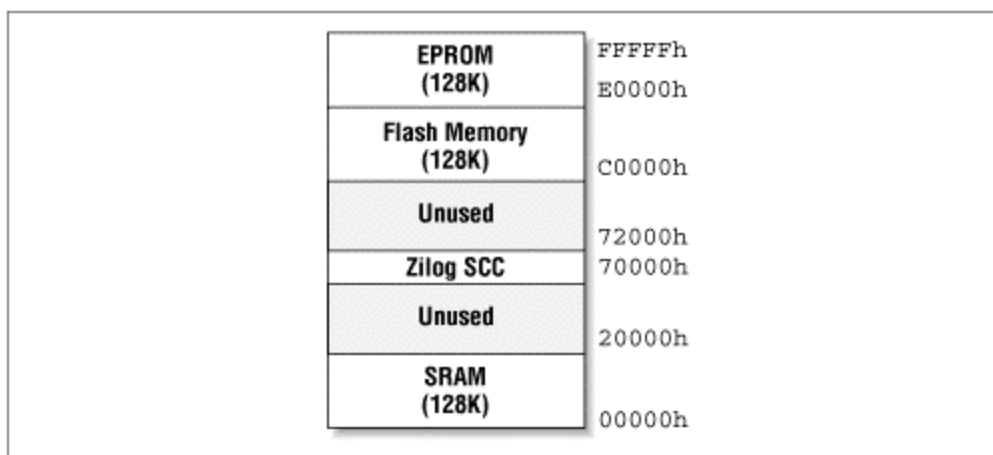 EPROM
(128K)
FFFFFh
E0000h
Flash Memory
(128K)
C0000h
Unused
72000h
Zilog SCC
70000h
Unused
20000h
SRAM
(128K)
00000h